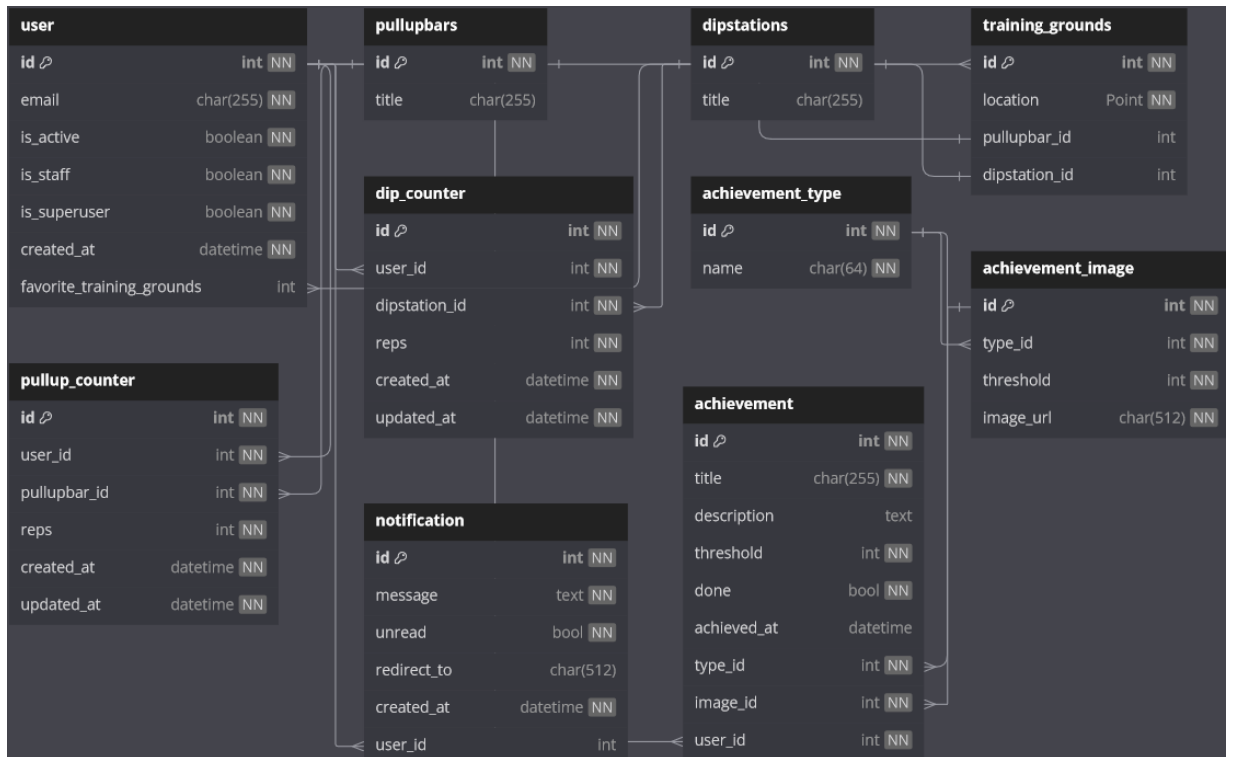 user
id int NN
email char(255) NN
is_active boolean NN
is_staff boolean NN
is_superuser boolean NN
created_at datetime NN
favorite_training_grounds int
pullupbars
id int NN
title char(255)
dipstations
id int NN
title char(255)
training_grounds
id int NN
location Point NN
pullupbar_id int
dipstation_id int
dip_counter
id int NN
user_id int NN
dipstation_id int NN
reps int NN
created_at datetime NN
updated_at datetime NN
achievement_type
id int NN
name char(64) NN
achievement_image
id int NN
type_id int NN
threshold int NN
image_url char(512) NN
pullup_counter
id int NN
user_id int NN
pullupbar_id int NN
reps int NN
created_at datetime NN
updated_at datetime NN
notification
id int NN
message text NN
unread bool NN
redirect_to char(512)
created_at datetime NN
user_id int
achievement
id int NN
title char(255) NN
description text
threshold int NN
done bool NN
achieved_at datetime
type_id int NN
image_id int NN
user_id int NN